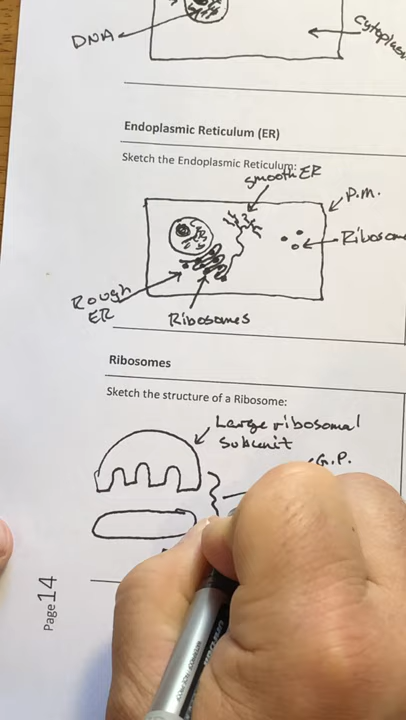 DNA
cytoplas
Endoplasmic Reticulum (ER)
Sketch the Endoplasmic Reticulum:
smooth ER
P.M.
Ribosom
Rough
ER
Ribosomes
Ribosomes
Sketch the structure of a Ribosome:
Large ribosomal
subunit
G.P.
Page 14